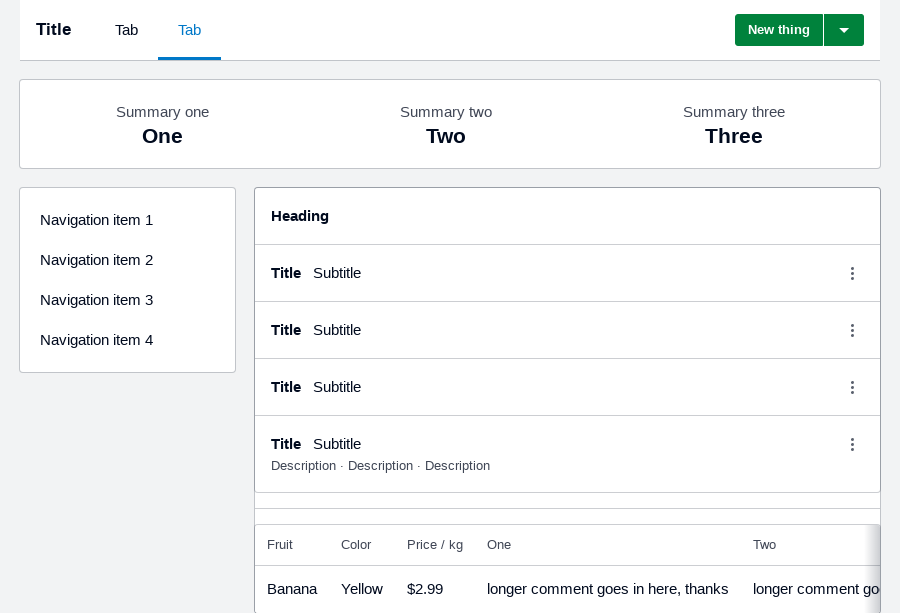 Title Tab Tab New thing
Summary one Summary two Summary three
One Two Three
Navigation item 1
Navigation item 2
Navigation item 3
Navigation item 4
Heading
Title Subtitle
Title Subtitle
Title Subtitle
Title Subtitle
Description · Description · Description
Fruit Color Price / kg One Two
Banana Yellow $2.99 longer comment goes in here, thanks longer comment go